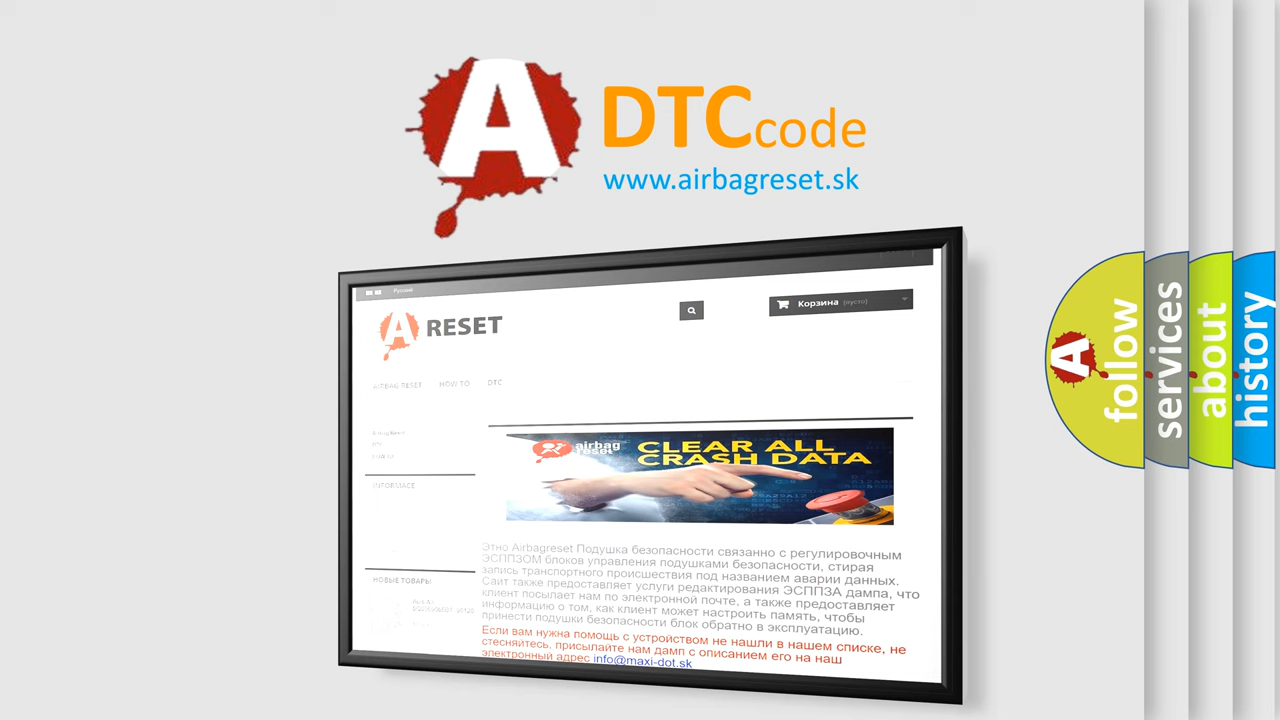 A DTCcode
www.airbagreset.sk
Русский
A RESET
Корзина (пусто)
AIRBAG RESET HOW TO DTC
Airbag Reset
DTC
INFORMACE
airbag
reset
CLEAR ALL
CRASH DATA
Этно Airbagreset Подушка безопасности связанно с регулировочным
ЭСППЗОМ блоков управления подушками безопасности, стирая
запись транспортного происшествия под названием аварии данных.
Сайт также предоставляет услуги редактирования ЭСППЗА дампа, что
клиент посылает нам по электронной почте, а также предоставляет
информацию о том, как клиент может настроить память, чтобы
принести подушки безопасности блок обратно в эксплуатацию.
Если вам нужна помощь с устройством не нашли в нашем списке, не
стесняйтесь, присылайте нам дамп с описанием его на наш
электронный адрес info@maxi-dot.sk
НОВЫЕ ТОВАРЫ
A follow
services
about
history